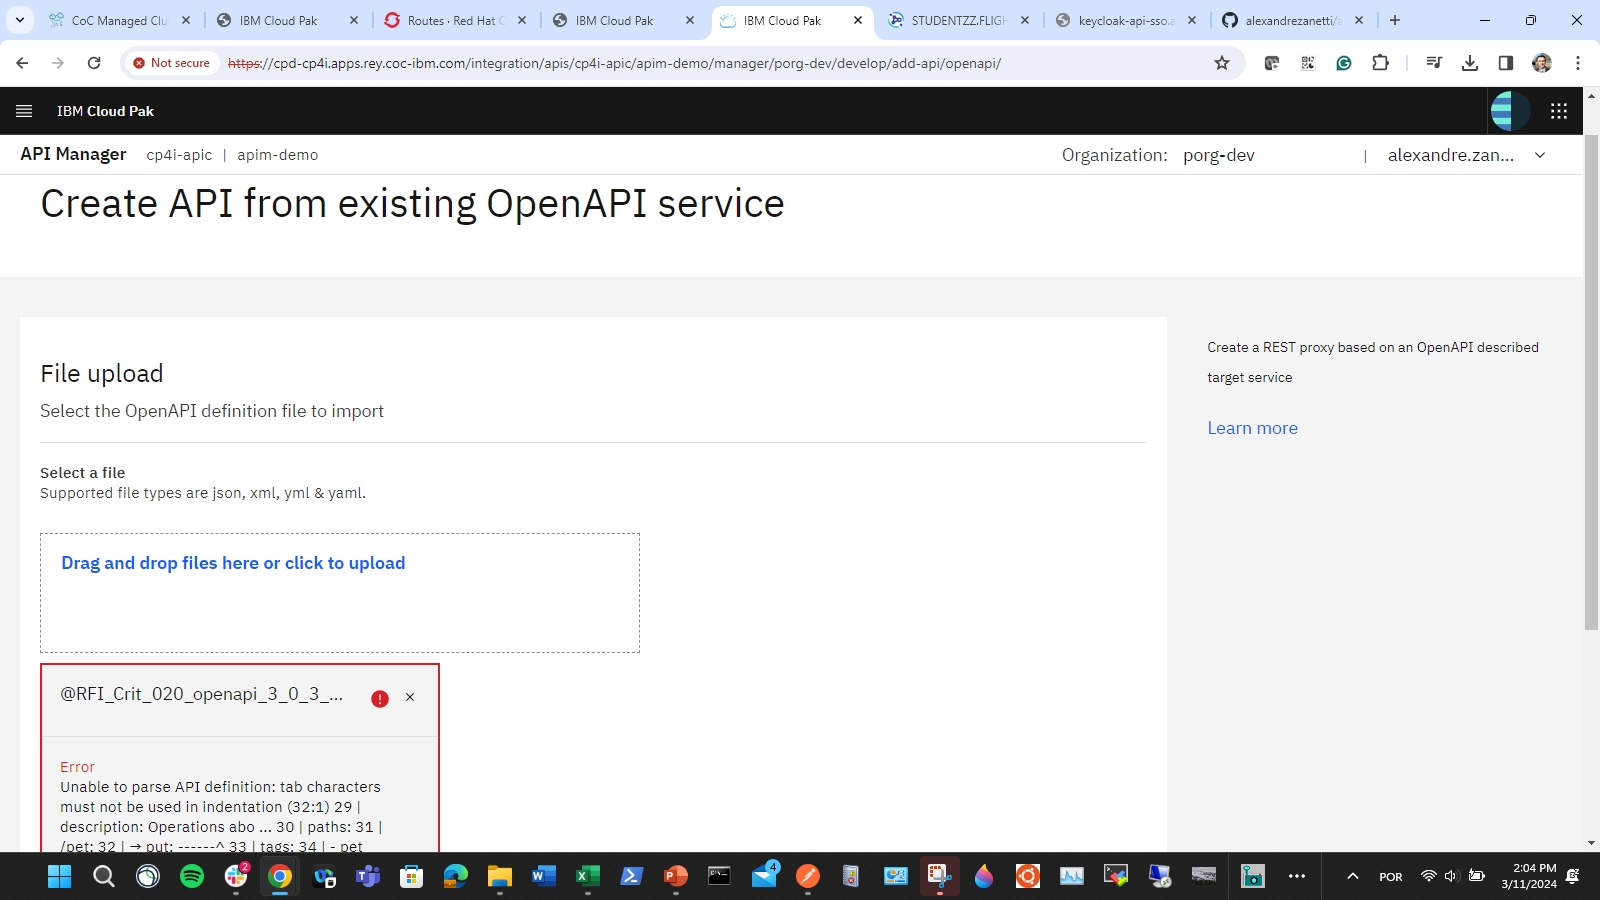 CoC Managed Clu
IBM Cloud Pak
Routes · Red Hat C
IBM Cloud Pak
IBM Cloud Pak
STUDENTZZ.FLIGH
keycloak-api-sso.a
alexandrezanetti/a
Not secure
https://cpd-cp4i.apps.rey.coc-ibm.com/integration/apis/cp4i-apic/apim-demo/manager/porg-dev/develop/add-api/openapi/
IBM Cloud Pak
API Manager cp4i-apic | apim-demo
Organization: porg-dev | alexandre.zan...
Create API from existing OpenAPI service
File upload
Select the OpenAPI definition file to import
Select a file
Supported file types are json, xml, yml & yaml.
Drag and drop files here or click to upload
@RFI_Crit_020_openapi_3_0_3_...
Error
Unable to parse API definition: tab characters
must not be used in indentation (32:1) 29 |
description: Operations abo ... 30 | paths: 31 |
/pet: 32 | → put: ------^ 33 | tags: 34 | - pet
Create a REST proxy based on an OpenAPI described
target service
Learn more
2
4
POR
2:04 PM
3/11/2024